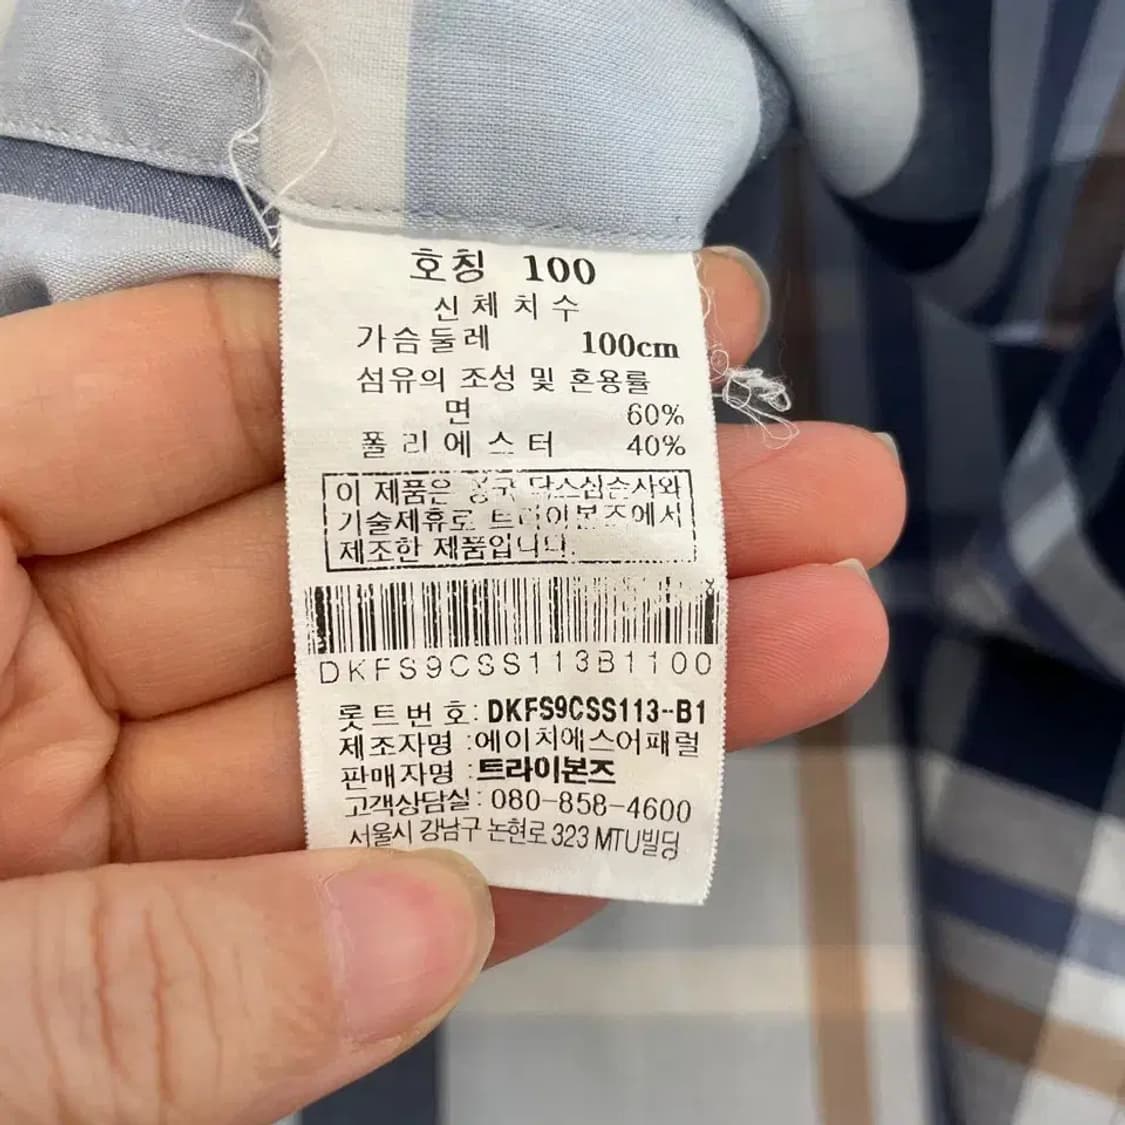 호칭 100
신체치수
가슴둘레 100cm
섬유의 조성 및 혼용률
면 60%
폴리에스터 40%
이 제품은 영국 닥스심슨사와
기술제휴로 트라이본즈에서
제조한 제품입니다.
DKFS9CSS113B1100
롯트번호: DKFS9CSS113-B1
제조자명 :에이치에스어패럴
판매자명 :트라이본즈
고객상담실: 080-858-4600
서울시 강남구 논현로 323 MTU빌딩